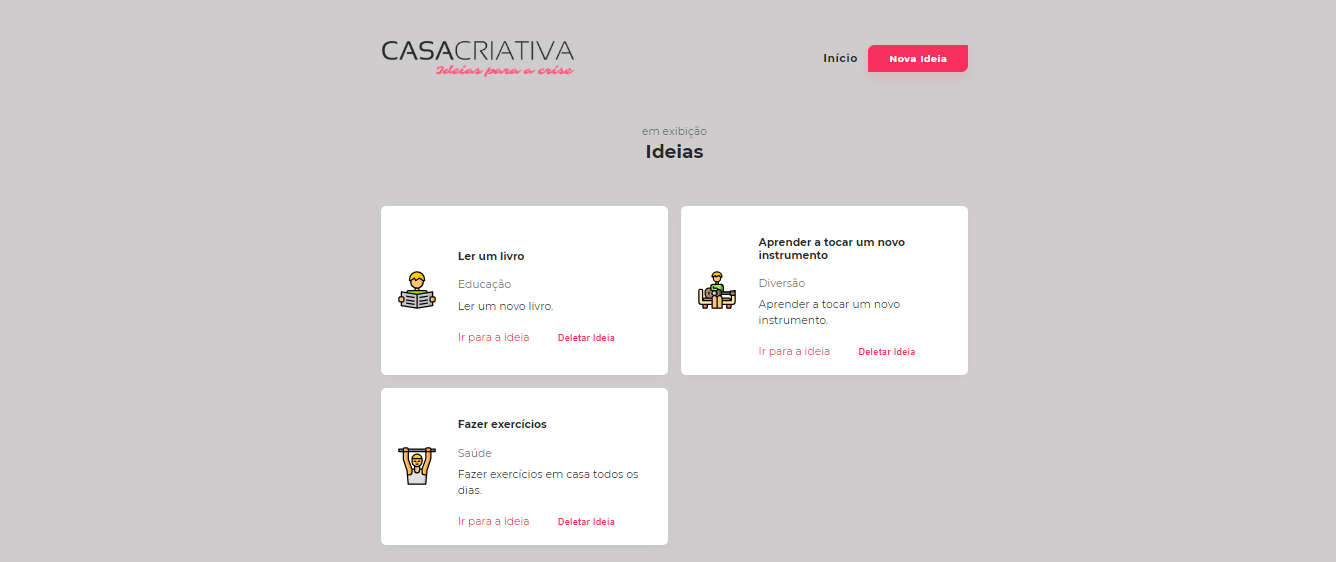 CASACRIATIVA
Ideias para a crise
Início
Nova Ideia
em exibição
Ideias
Ler um livro
Educação
Ler um novo livro.
Ir para a ideia
Deletar Ideia
Aprender a tocar um novo
instrumento
Diversão
Aprender a tocar um novo
instrumento.
Ir para a ideia
Deletar Ideia
Fazer exercícios
Saúde
Fazer exercícios em casa todos os
dias.
Ir para a ideia
Deletar Ideia